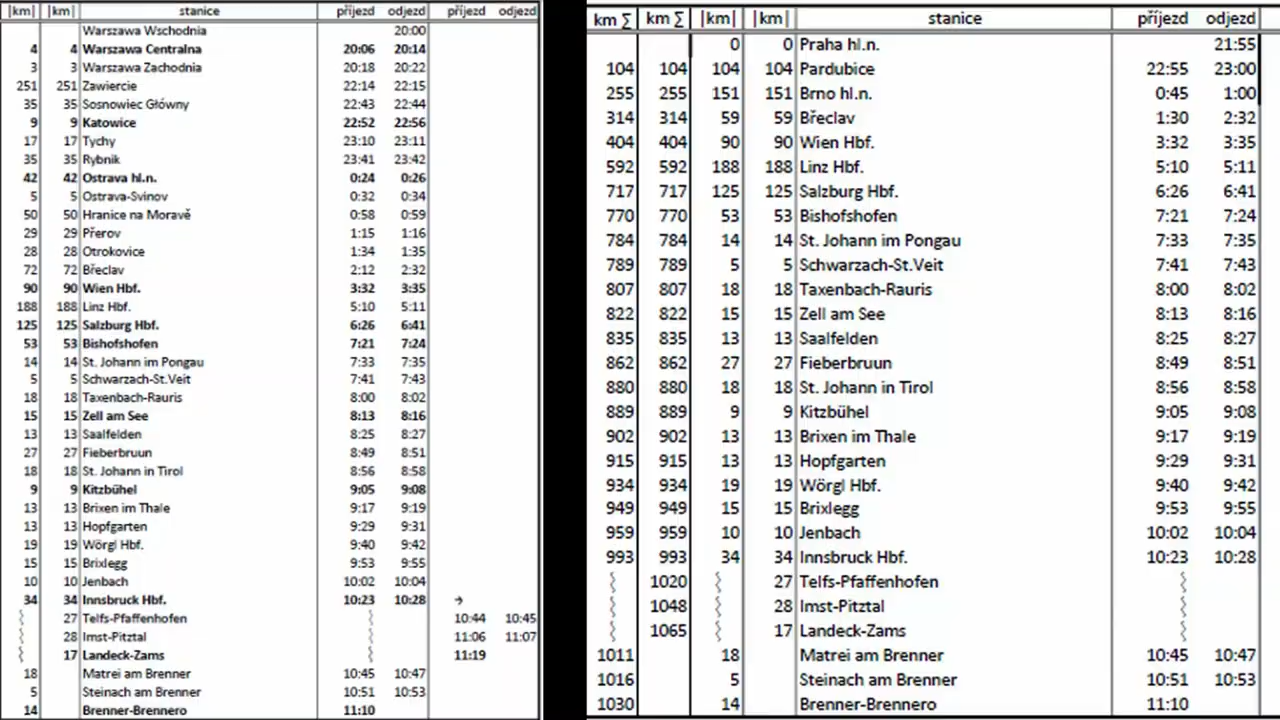 |km| |km| stanice příjezd odjezd příjezd odjezd
Warszawa Wschodnia 20:00
4 4 Warszawa Centralna 20:06 20:14
3 3 Warszawa Zachodnia 20:18 20:22
251 251 Zawiercie 22:14 22:15
35 35 Sosnowiec Główny 22:43 22:44
9 9 Katowice 22:52 22:56
17 17 Tychy 23:10 23:11
35 35 Rybnik 23:41 23:42
42 42 Ostrava hl.n. 0:24 0:26
5 5 Ostrava-Svinov 0:32 0:34
50 50 Hranice na Moravě 0:58 0:59
29 29 Přerov 1:15 1:16
28 28 Otrokovice 1:34 1:35
72 72 Břeclav 2:12 2:32
90 90 Wien Hbf. 3:32 3:35
188 188 Linz Hbf. 5:10 5:11
125 125 Salzburg Hbf. 6:26 6:41
53 53 Bishofshofen 7:21 7:24
14 14 St. Johann im Pongau 7:33 7:35
5 5 Schwarzach-St.Veit 7:41 7:43
18 18 Taxenbach-Rauris 8:00 8:02
15 15 Zell am See 8:13 8:16
13 13 Saalfelden 8:25 8:27
27 27 Fieberbruun 8:49 8:51
18 18 St. Johann in Tirol 8:56 8:58
9 9 Kitzbühel 9:05 9:08
13 13 Brixen im Thale 9:17 9:19
13 13 Hopfgarten 9:29 9:31
19 19 Wörgl Hbf. 9:40 9:42
15 15 Brixlegg 9:53 9:55
10 10 Jenbach 10:02 10:04
34 34 Innsbruck Hbf. 10:23 10:28 →
27 Telfs-Pfaffenhofen 10:44 10:45
28 Imst-Pitztal 11:06 11:07
17 Landeck-Zams 11:19
18 Matrei am Brenner 10:45 10:47
5 Steinach am Brenner 10:51 10:53
14 Brenner-Brennero 11:10
km ∑ km ∑ |km| |km| stanice příjezd odjezd
0 0 Praha hl.n. 21:55
104 104 104 104 Pardubice 22:55 23:00
255 255 151 151 Brno hl.n. 0:45 1:00
314 314 59 59 Břeclav 1:30 2:32
404 404 90 90 Wien Hbf. 3:32 3:35
592 592 188 188 Linz Hbf. 5:10 5:11
717 717 125 125 Salzburg Hbf. 6:26 6:41
770 770 53 53 Bishofshofen 7:21 7:24
784 784 14 14 St. Johann im Pongau 7:33 7:35
789 789 5 5 Schwarzach-St.Veit 7:41 7:43
807 807 18 18 Taxenbach-Rauris 8:00 8:02
822 822 15 15 Zell am See 8:13 8:16
835 835 13 13 Saalfelden 8:25 8:27
862 862 27 27 Fieberbruun 8:49 8:51
880 880 18 18 St. Johann in Tirol 8:56 8:58
889 889 9 9 Kitzbühel 9:05 9:08
902 902 13 13 Brixen im Thale 9:17 9:19
915 915 13 13 Hopfgarten 9:29 9:31
934 934 19 19 Wörgl Hbf. 9:40 9:42
949 949 15 15 Brixlegg 9:53 9:55
959 959 10 10 Jenbach 10:02 10:04
993 993 34 34 Innsbruck Hbf. 10:23 10:28
1020 27 Telfs-Pfaffenhofen
1048 28 Imst-Pitztal
1065 17 Landeck-Zams
1011 18 Matrei am Brenner 10:45 10:47
1016 5 Steinach am Brenner 10:51 10:53
1030 14 Brenner-Brennero 11:10